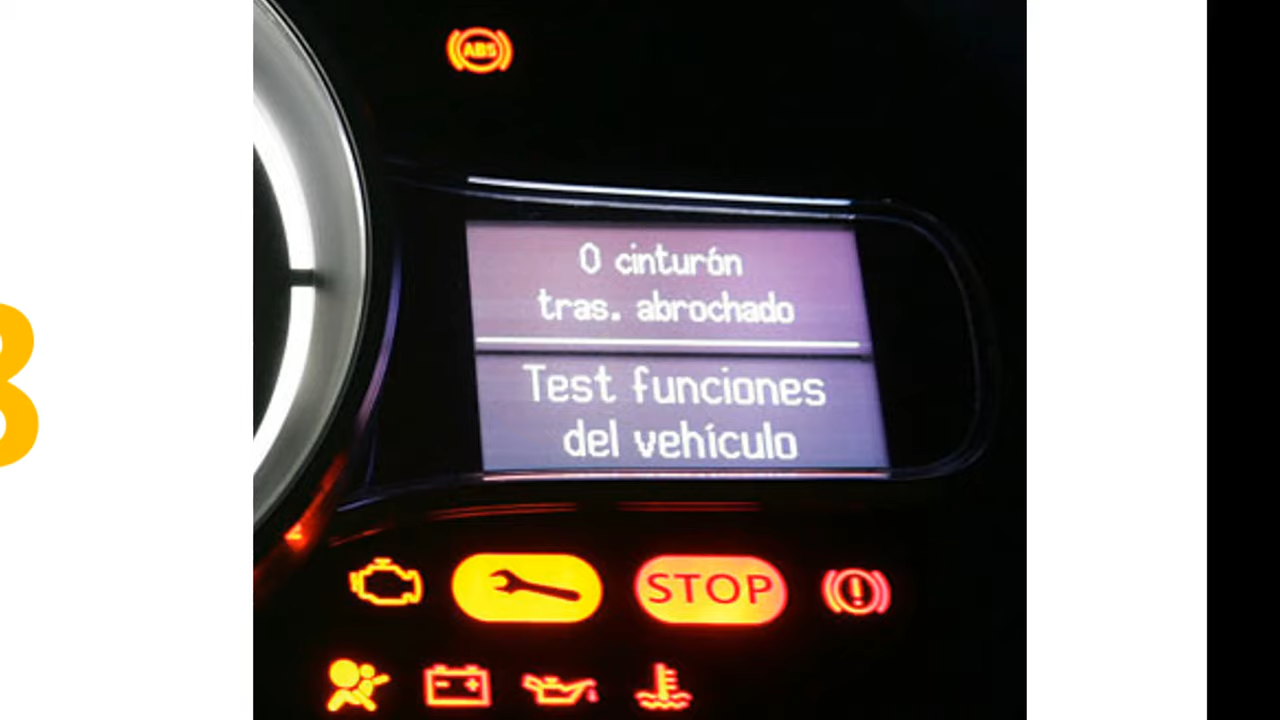 ABS
0 cinturón
tras. abrochado
Test funciones
del vehículo
STOP